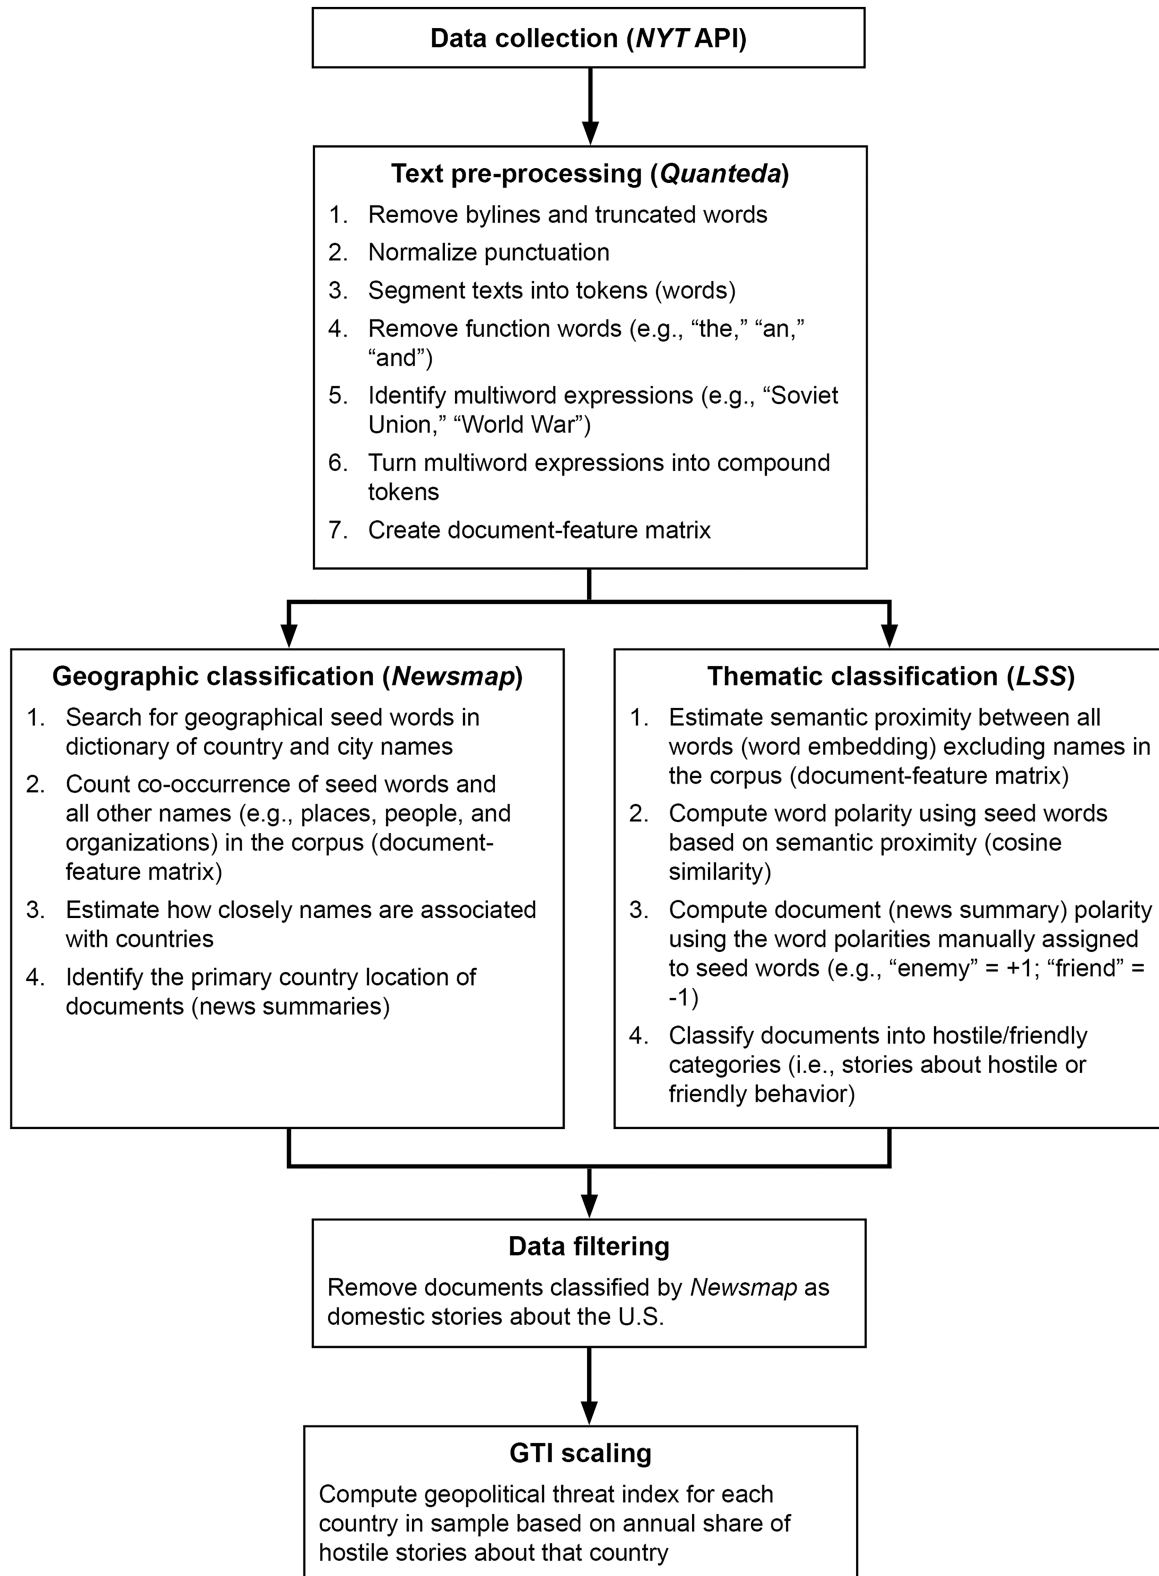 Data collection (NYT API)
Text pre-processing (Quanteda)
1. Remove bylines and truncated words
2. Normalize punctuation
3. Segment texts into tokens (words)
4. Remove function words (e.g., “the,” “an,”
“and”)
5. Identify multiword expressions (e.g., “Soviet
Union,” “World War”)
6. Turn multiword expressions into compound
tokens
7. Create document-feature matrix
Geographic classification (Newsmap)
1. Search for geographical seed words in
dictionary of country and city names
2. Count co-occurrence of seed words and
all other names (e.g., places, people, and
organizations) in the corpus (document-
feature matrix)
3. Estimate how closely names are associated
with countries
4. Identify the primary country location of
documents (news summaries)
Thematic classification (LSS)
1. Estimate semantic proximity between all
words (word embedding) excluding names in
the corpus (document-feature matrix)
2. Compute word polarity using seed words
based on semantic proximity (cosine
similarity)
3. Compute document (news summary) polarity
using the word polarities manually assigned
to seed words (e.g., “enemy” = +1; “friend” =
-1)
4. Classify documents into hostile/friendly
categories (i.e., stories about hostile or
friendly behavior)
Data filtering
Remove documents classified by Newsmap as
domestic stories about the U.S.
GTI scaling
Compute geopolitical threat index for each
country in sample based on annual share of
hostile stories about that country